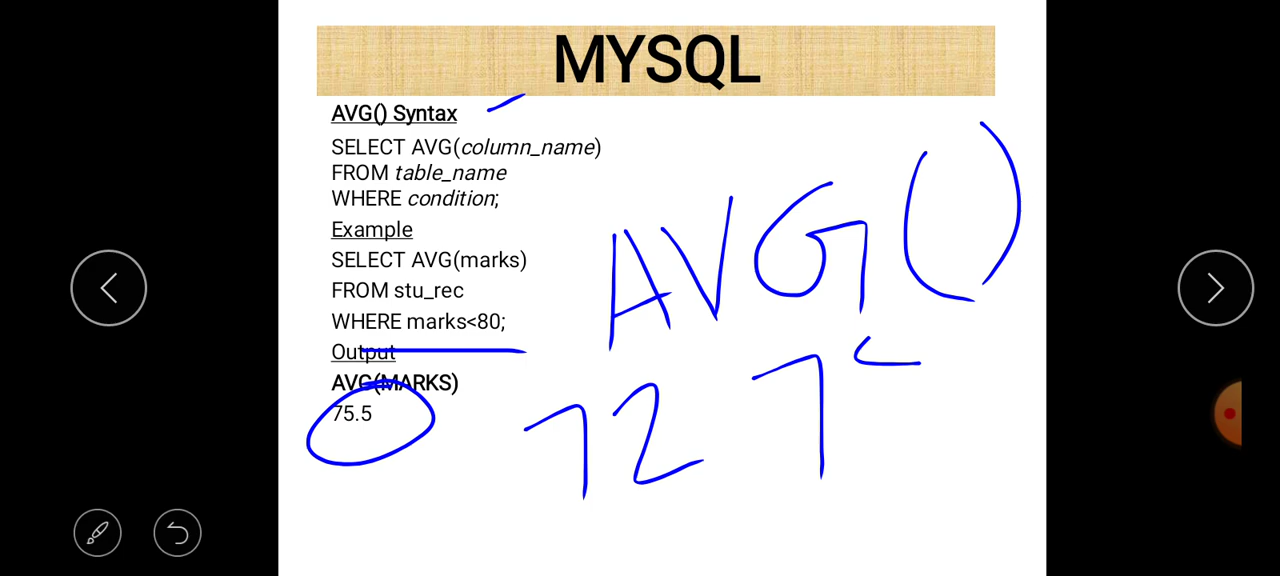 MYSQL
AVG() Syntax
SELECT AVG(column_name)
FROM table_name
WHERE condition;
Example
SELECT AVG(marks)
FROM stu_rec
WHERE marks<80;
Output
AVG(MARKS)
75.5
AVG()
72